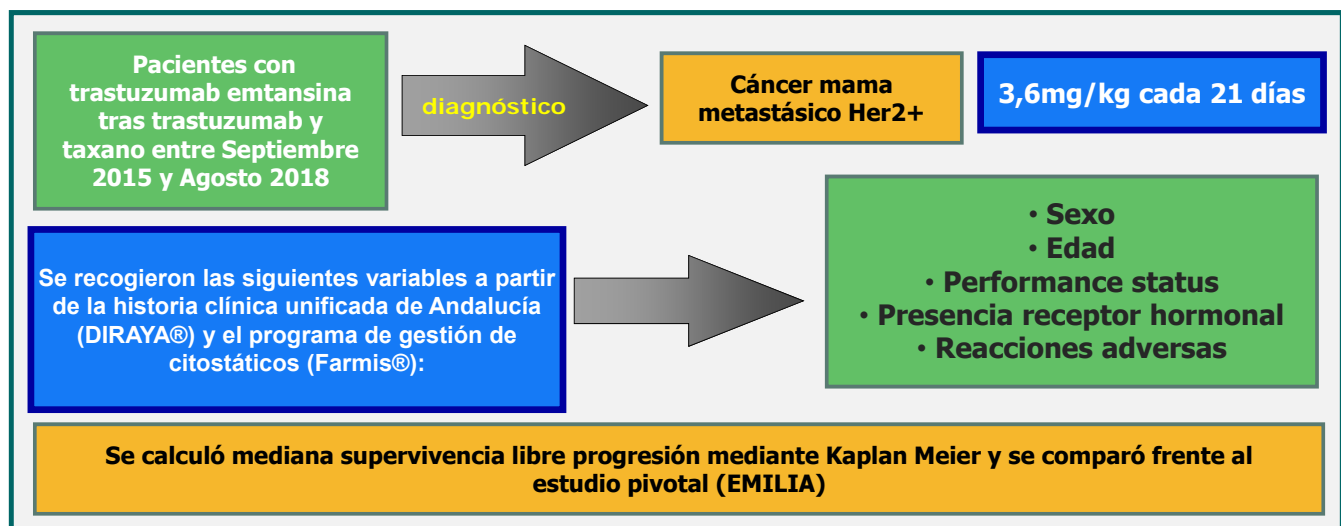 Pacientes con
trastuzumab emtansina
tras trastuzumab y
taxano entre Septiembre
2015 y Agosto 2018
diagnóstico
Cáncer mama
metastásico Her2+
3,6mg/kg cada 21 días
Se recogieron las siguientes variables a partir
de la historia clínica unificada de Andalucía
(DIRAYA®) y el programa de gestión de
citostáticos (Farmis®):
• Sexo
• Edad
• Performance status
• Presencia receptor hormonal
• Reacciones adversas
Se calculó mediana supervivencia libre progresión mediante Kaplan Meier y se comparó frente al
estudio pivotal (EMILIA)